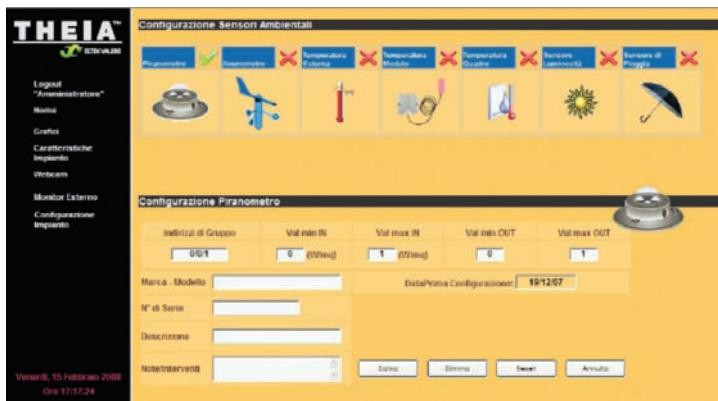 THEIA™
ELTEK VALERE
Logout
"Amministratore"
Home
Grafici
Caratteristiche
Impianto
Webcam
Monitor Esterno
Configurazione
Impianto
Venerdì, 15 Febbraio 2008
Ore 17:17:24
Configurazione Sensori Ambientali
Piranometro
Anemometro
Temperatura
Esterna
Temperatura
Modulo
Temperatura
Quadro
Sensore
Luminosità
Sensore di
Pioggia
Configurazione Piranometro
Indirizzi di Gruppo
Val min IN
Val max IN
Val min OUT
Val max OUT
0/0/1
0 (W/mq)
1 (W/mq)
0
1
Marca - Modello
DataPrima Configurazione: 19/12/07
N° di Serie
Descrizione
Note/Interventi
Salva
Elimina
Reset
Annulla